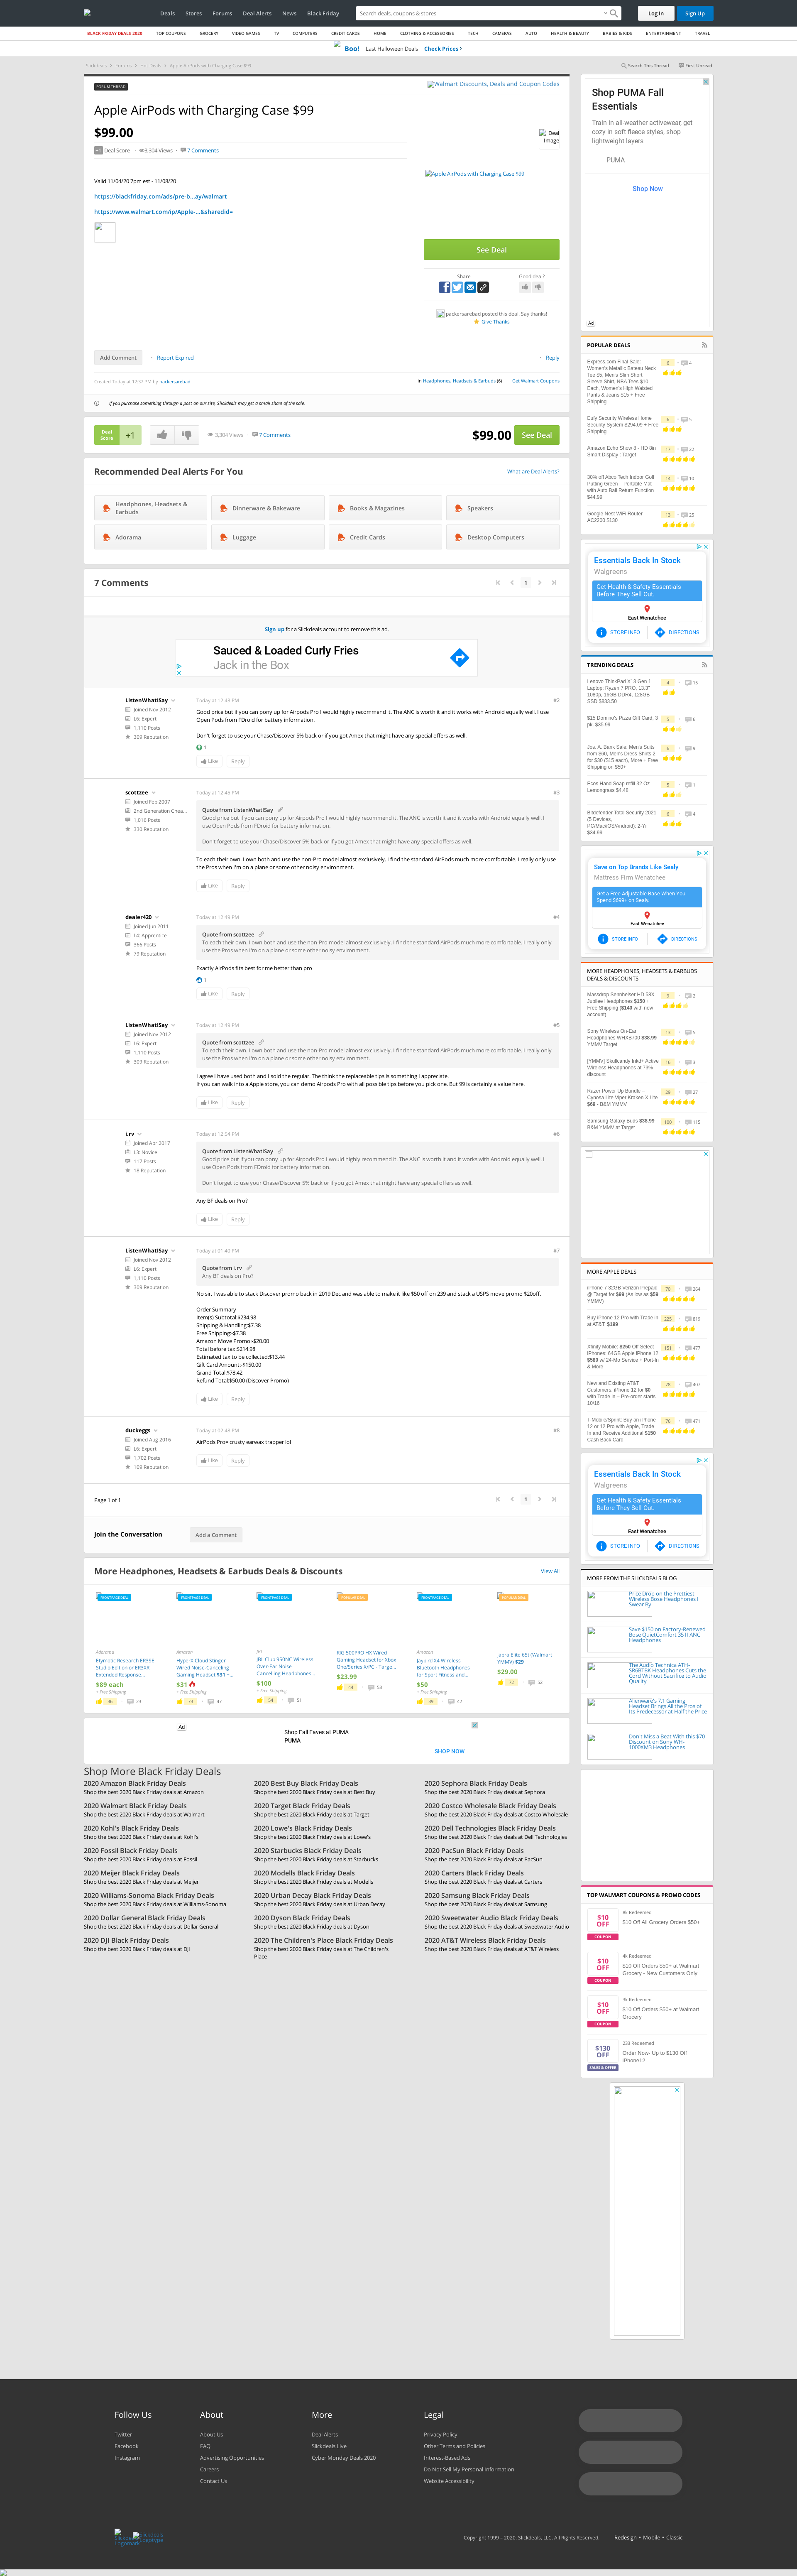 Deals
Stores
Forums
Deal Alerts
News
Black Friday
Search deals, coupons & stores
Log In
Sign Up
BLACK FRIDAY DEALS 2020
TOP COUPONS
GROCERY
VIDEO GAMES
TV
COMPUTERS
CREDIT CARDS
HOME
CLOTHING & ACCESSORIES
TECH
CAMERAS
AUTO
HEALTH & BEAUTY
BABIES & KIDS
ENTERTAINMENT
TRAVEL
Boo! Last Halloween Deals Check Prices
Slickdeals > Forums > Hot Deals > Apple AirPods with Charging Case $99
Search This Thread
First Unread
FORUM THREAD
Walmart Discounts, Deals and Coupon Codes
Apple AirPods with Charging Case $99
$99.00
Deal Image
+1 Deal Score
3,304 Views
7 Comments
Valid 11/04/20 7pm est - 11/08/20
https://blackfriday.com/ads/pre-b...ay/walmart
https://www.walmart.com/ip/Apple-...&sharedid=
Apple AirPods with Charging Case $99
See Deal
Share
Good deal?
packersrebad posted this deal. Say thanks!
Give Thanks
Add Comment
Report Expired
Reply
Created Today at 12:37 PM by packersrebad
in Headphones, Headsets & Earbuds (6)
Get Walmart Coupons
If you purchase something through a post on our site, Slickdeals may get a small share of the sale.
Deal Score +1
3,304 Views
7 Comments
$99.00
See Deal
Recommended Deal Alerts For You
What are Deal Alerts?
Headphones, Headsets & Earbuds
Dinnerware & Bakeware
Books & Magazines
Speakers
Adorama
Luggage
Credit Cards
Desktop Computers
7 Comments
1
Sign up for a Slickdeals account to remove this ad.
Sauced & Loaded Curly Fries
Jack in the Box
ListenWhatISay
Joined Nov 2012
L6: Expert
1,110 Posts
309 Reputation
Today at 12:43 PM
#2
Good price but if you can pony up for Airpods Pro I would highly recommend it. The ANC is worth it and it works with Android equally well. I use Open Pods from FDroid for battery information.
Don't forget to use your Chase/Discover 5% back or if you got Amex that might have any special offers as well.
1
Like
Reply
scottzee
Joined Feb 2007
2nd Generation Chea...
1,016 Posts
330 Reputation
Today at 12:45 PM
#3
Quote from ListenWhatISay
Good price but if you can pony up for Airpods Pro I would highly recommend it. The ANC is worth it and it works with Android equally well. I use Open Pods from FDroid for battery information.
Don't forget to use your Chase/Discover 5% back or if you got Amex that might have any special offers as well.
To each their own. I own both and use the non-Pro model almost exclusively. I find the standard AirPods much more comfortable. I really only use the Pros when I'm on a plane or some other noisy environment.
Like
Reply
dealer420
Joined Jun 2011
L4: Apprentice
366 Posts
79 Reputation
Today at 12:49 PM
#4
Quote from scottzee
To each their own. I own both and use the non-Pro model almost exclusively. I find the standard AirPods much more comfortable. I really only use the Pros when I'm on a plane or some other noisy environment.
Exactly AirPods fits best for me better than pro
1
Like
Reply
ListenWhatISay
Joined Nov 2012
L6: Expert
1,110 Posts
309 Reputation
Today at 12:49 PM
#5
Quote from scottzee
To each their own. I own both and use the non-Pro model almost exclusively. I find the standard AirPods much more comfortable. I really only use the Pros when I'm on a plane or some other noisy environment.
I agree I have used both and I sold the regular. The think the replaceable tips is something I appreciate.
If you can walk into a Apple store, you can demo Airpods Pro with all possible tips before you pick one. But 99 is certainly a value here.
Like
Reply
i.rv
Joined Apr 2017
L3: Novice
117 Posts
18 Reputation
Today at 12:54 PM
#6
Quote from ListenWhatISay
Good price but if you can pony up for Airpods Pro I would highly recommend it. The ANC is worth it and it works with Android equally well. I use Open Pods from FDroid for battery information.
Don't forget to use your Chase/Discover 5% back or if you got Amex that might have any special offers as well.
Any BF deals on Pro?
Like
Reply
ListenWhatISay
Joined Nov 2012
L6: Expert
1,110 Posts
309 Reputation
Today at 01:40 PM
#7
Quote from i.rv
Any BF deals on Pro?
No sir. I was able to stack Discover promo back in 2019 Dec and was able to make it like $50 off on 239 and stack a USPS move promo $20off.
Order Summary
Item(s) Subtotal:$234.98
Shipping & Handling:$7.38
Free Shipping:-$7.38
Amazon Move Promo:-$20.00
Total before tax:$214.98
Estimated tax to be collected:$13.44
Gift Card Amount:-$150.00
Grand Total:$78.42
Refund Total:$50.00 (Discover Promo)
Like
Reply
duckeggs
Joined Aug 2016
L6: Expert
1,702 Posts
109 Reputation
Today at 02:48 PM
#8
AirPods Pro= crusty earwax trapper lol
Like
Reply
Page 1 of 1
1
Join the Conversation
Add a Comment
More Headphones, Headsets & Earbuds Deals & Discounts
View All
FRONTPAGE DEAL
Adorama
Etymotic Research ER3SE Studio Edition or ER3XR Extended Response...
$89 each
+ Free Shipping
36
23
FRONTPAGE DEAL
Amazon
HyperX Cloud Stinger Wired Noise-Canceling Gaming Headset $31 +...
$31
+ Free Shipping
73
47
FRONTPAGE DEAL
JBL
JBL Club 950NC Wireless Over-Ear Noise Cancelling Headphones...
$100
+ Free Shipping
54
51
POPULAR DEAL
RIG 500PRO HX Wired Gaming Headset for Xbox One/Series X/PC - Targe...
$23.99
44
53
FRONTPAGE DEAL
Amazon
Jaybird X4 Wireless Bluetooth Headphones for Sport Fitness and...
$50
+ Free Shipping
39
42
POPULAR DEAL
Jabra Elite 65t (Walmart YMMV) $29
$29.00
72
52
Ad
Shop Fall Faves at PUMA
PUMA
SHOP NOW
Shop More Black Friday Deals
2020 Amazon Black Friday Deals
Shop the best 2020 Black Friday deals at Amazon
2020 Best Buy Black Friday Deals
Shop the best 2020 Black Friday deals at Best Buy
2020 Sephora Black Friday Deals
Shop the best 2020 Black Friday deals at Sephora
2020 Walmart Black Friday Deals
Shop the best 2020 Black Friday deals at Walmart
2020 Target Black Friday Deals
Shop the best 2020 Black Friday deals at Target
2020 Costco Wholesale Black Friday Deals
Shop the best 2020 Black Friday deals at Costco Wholesale
2020 Kohl's Black Friday Deals
Shop the best 2020 Black Friday deals at Kohl's
2020 Lowe's Black Friday Deals
Shop the best 2020 Black Friday deals at Lowe's
2020 Dell Technologies Black Friday Deals
Shop the best 2020 Black Friday deals at Dell Technologies
2020 Fossil Black Friday Deals
Shop the best 2020 Black Friday deals at Fossil
2020 Starbucks Black Friday Deals
Shop the best 2020 Black Friday deals at Starbucks
2020 PacSun Black Friday Deals
Shop the best 2020 Black Friday deals at PacSun
2020 Meijer Black Friday Deals
Shop the best 2020 Black Friday deals at Meijer
2020 Modells Black Friday Deals
Shop the best 2020 Black Friday deals at Modells
2020 Carters Black Friday Deals
Shop the best 2020 Black Friday deals at Carters
2020 Williams-Sonoma Black Friday Deals
Shop the best 2020 Black Friday deals at Williams-Sonoma
2020 Urban Decay Black Friday Deals
Shop the best 2020 Black Friday deals at Urban Decay
2020 Samsung Black Friday Deals
Shop the best 2020 Black Friday deals at Samsung
2020 Dollar General Black Friday Deals
Shop the best 2020 Black Friday deals at Dollar General
2020 Dyson Black Friday Deals
Shop the best 2020 Black Friday deals at Dyson
2020 Sweetwater Audio Black Friday Deals
Shop the best 2020 Black Friday deals at Sweetwater Audio
2020 DJI Black Friday Deals
Shop the best 2020 Black Friday deals at DJI
2020 The Children's Place Black Friday Deals
Shop the best 2020 Black Friday deals at The Children's Place
2020 AT&T Wireless Black Friday Deals
Shop the best 2020 Black Friday deals at AT&T Wireless
Shop PUMA Fall Essentials
Train in all-weather activewear, get cozy in soft fleece styles, shop lightweight layers
PUMA
Shop Now
Ad
POPULAR DEALS
Express.com Final Sale: Women's Metallic Bateau Neck Tee $5, Men's Slim Short Sleeve Shirt, NBA Tees $10 Each, Women's High Waisted Pants & Jeans $15 + Free Shipping
6
4
Eufy Security Wireless Home Security System $294.09 + Free Shipping
6
5
Amazon Echo Show 8 - HD 8in Smart Display : Target
17
22
30% off Abco Tech Indoor Golf Putting Green – Portable Mat with Auto Ball Return Function $44.99
14
16
Google Nest WiFi Router AC2200 $130
13
25
Essentials Back In Stock
Walgreens
Get Health & Safety Essentials Before They Sell Out.
East Wenatchee
STORE INFO
DIRECTIONS
TRENDING DEALS
Lenovo ThinkPad X13 Gen 1 Laptop: Ryzen 7 PRO, 13.3" 1080p, 16GB DDR4, 128GB SSD $633.50
4
15
$15 Domino's Pizza Gift Card, 3 pk. $35.99
5
6
Jos. A. Bank Sale: Men's Suits from $60, Men's Dress Shirts 2 for $30 ($15 each), More + Free Shipping on $50+
6
9
Ecos Hand Soap refill 32 Oz Lemongrass $4.48
5
1
Bitdefender Total Security 2021 (5 Devices, PC/Mac/iOS/Android): 2-Yr $34.99
6
4
Save on Top Brands Like Sealy
Mattress Firm Wenatchee
Get a Free Adjustable Base When You Spend $699+ on Sealy.
East Wenatchee
STORE INFO
DIRECTIONS
MORE HEADPHONES, HEADSETS & EARBUDS DEALS & DISCOUNTS
Massdrop Sennheiser HD 58X Jubilee Headphones $150 + Free Shipping ($140 with new account)
9
2
Sony Wireless On-Ear Headphones WHXB700 $38.99 YMMV Target
13
5
[YMMV] Skullcandy Inkd+ Active Wireless Headphones at 73% discount
16
3
Razer Power Up Bundle – Cynosa Lite Viper Kraken X Lite $69 - B&M YMMV
29
27
Samsung Galaxy Buds $38.99 B&M YMMV at Target
100
115
MORE APPLE DEALS
iPhone 7 32GB Verizon Prepaid @ Target for $99 (As low as $59 YMMV)
70
264
Buy iPhone 12 Pro with Trade in at AT&T, $199
225
819
Xfinity Mobile: $250 Off Select iPhones: 64GB Apple iPhone 12 $580 w/ 24-Mo Service + Port-In & More
151
477
New and Existing AT&T Customers: iPhone 12 for $0 with Trade in – Pre-order starts 10/16
78
407
T-Mobile/Sprint: Buy an iPhone 12 or 12 Pro with Apple, Trade In and Receive Additional $150 Cash Back Card
76
471
Essentials Back In Stock
Walgreens
Get Health & Safety Essentials Before They Sell Out.
East Wenatchee
STORE INFO
DIRECTIONS
MORE FROM THE SLICKDEALS BLOG
Price Drop on the Prettiest Wireless Bose Headphones I Swear By
Save $150 on Factory-Renewed Bose QuietComfort 35 II ANC Headphones
The Audio Technica ATH-SR6BTBK Headphones Cuts the Cord Without Sacrifice to Audio Quality
Alienware's 7.1 Gaming Headset Brings All the Pros of Its Predecessor at Half the Price
Don't Miss a Beat With this $70 Discount on Sony WH-1000XM3 Headphones
TOP WALMART COUPONS & PROMO CODES
$10 OFF
COUPON
8k Redeemed
$10 Off All Grocery Orders $50+
$10 OFF
COUPON
4k Redeemed
$10 Off Orders $50+ at Walmart Grocery - New Customers Only
$10 OFF
COUPON
3k Redeemed
$10 Off Orders $50+ at Walmart Grocery
$130 OFF
SALES & OFFER
233 Redeemed
Order Now- Up to $130 Off iPhone12
Follow Us
Twitter
Facebook
Instagram
About
About Us
FAQ
Advertising Opportunities
Careers
Contact Us
More
Deal Alerts
Slickdeals Live
Cyber Monday Deals 2020
Legal
Privacy Policy
Other Terms and Policies
Interest-Based Ads
Do Not Sell My Personal Information
Website Accessibility
Slickdeals Logotype
Copyright 1999 – 2020. Slickdeals, LLC. All Rights Reserved.
Redesign • Mobile • Classic